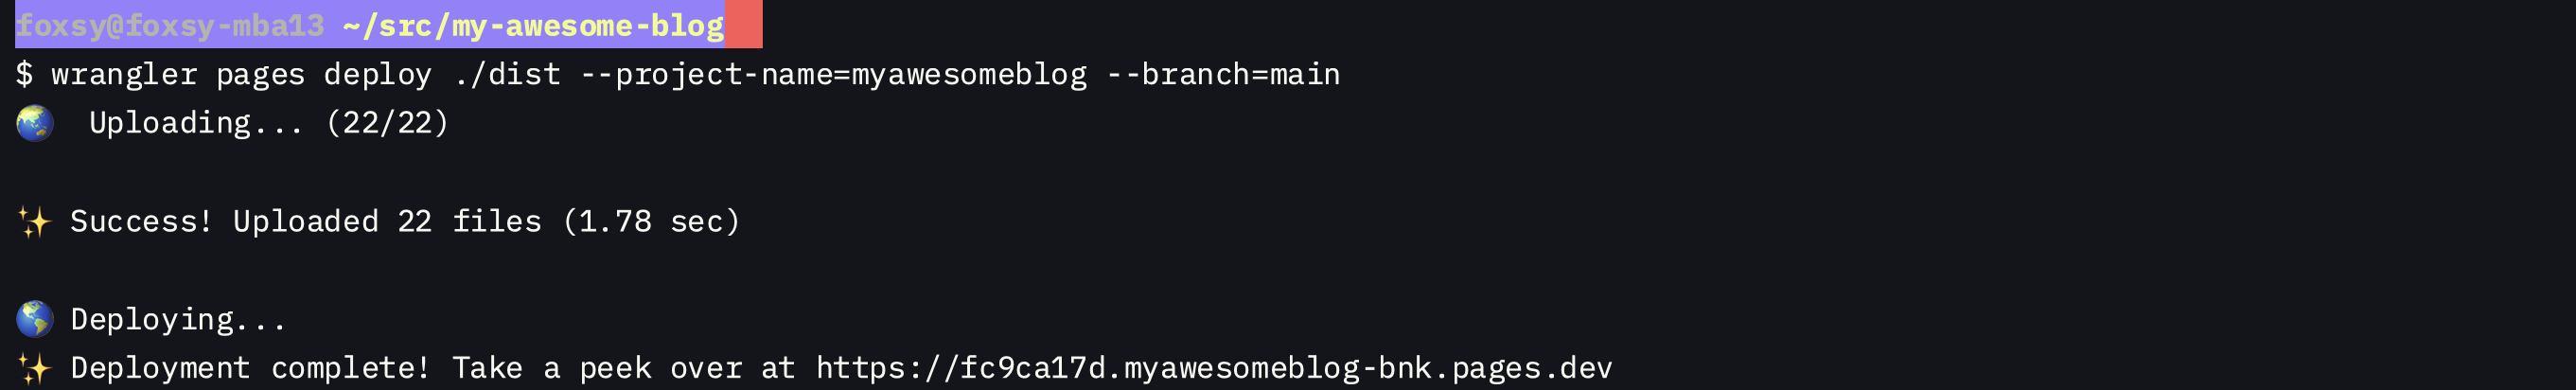 foxsy@foxsy-mba13 ~/src/my-awesome-blog
$ wrangler pages deploy ./dist --project-name=myawesomeblog --branch=main
🌏  Uploading... (22/22)
✨ Success! Uploaded 22 files (1.78 sec)
🌎 Deploying...
✨ Deployment complete! Take a peek over at https://fc9ca17d.myawesomeblog-bnk.pages.dev